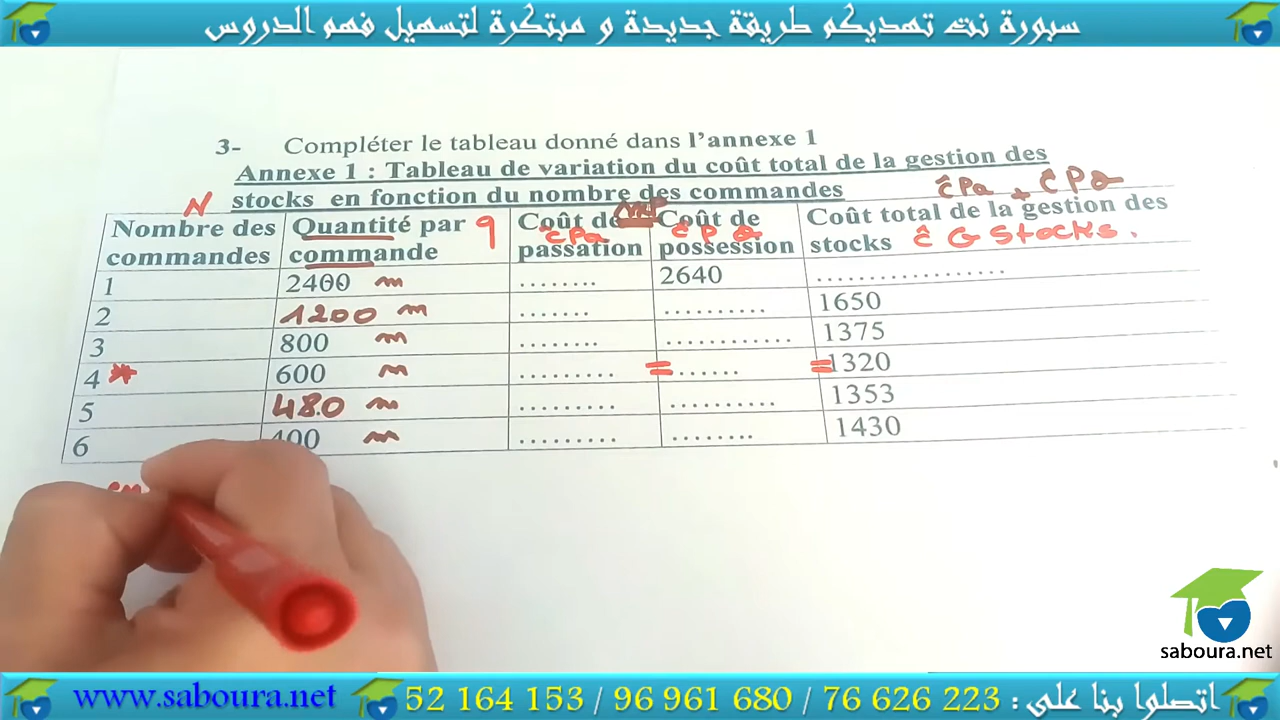 سبورة نت تهديكم طريقة جديدة و مبتكرة لتسهيل فهم الدروس
3- Compléter le tableau donné dans l'annexe 1
Annexe 1 : Tableau de variation du coût total de la gestion des
stocks en fonction du nombre des commandes
ĉPa + ĉPo
N
Nombre des commandes
Quantité par commande q
Coût de passation ĉPa
Coût de possession ĉPo
Coût total de la gestion des stocks ĉ G Stocks.
1 2400 m ........ 2640 ...................
2 1200 m ....... .......... 1650
3 800 m ........ ............ 1375
4 * 600 m ......... = ...... = 1320
5 480 m ......... .......... 1353
6 400 m ......... ........ 1430
saboura.net
www.saboura.net 52 164 153 / 96 961 680 / 76 626 223 : اتصلوا بنا على